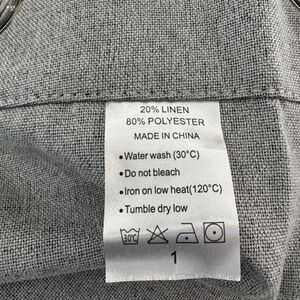 20% LINEN
80% POLYESTER
MADE IN CHINA
•Water wash (30°C)
•Do not bleach
•Iron on low heat(120°C)
•Tumble dry low
30°C
1